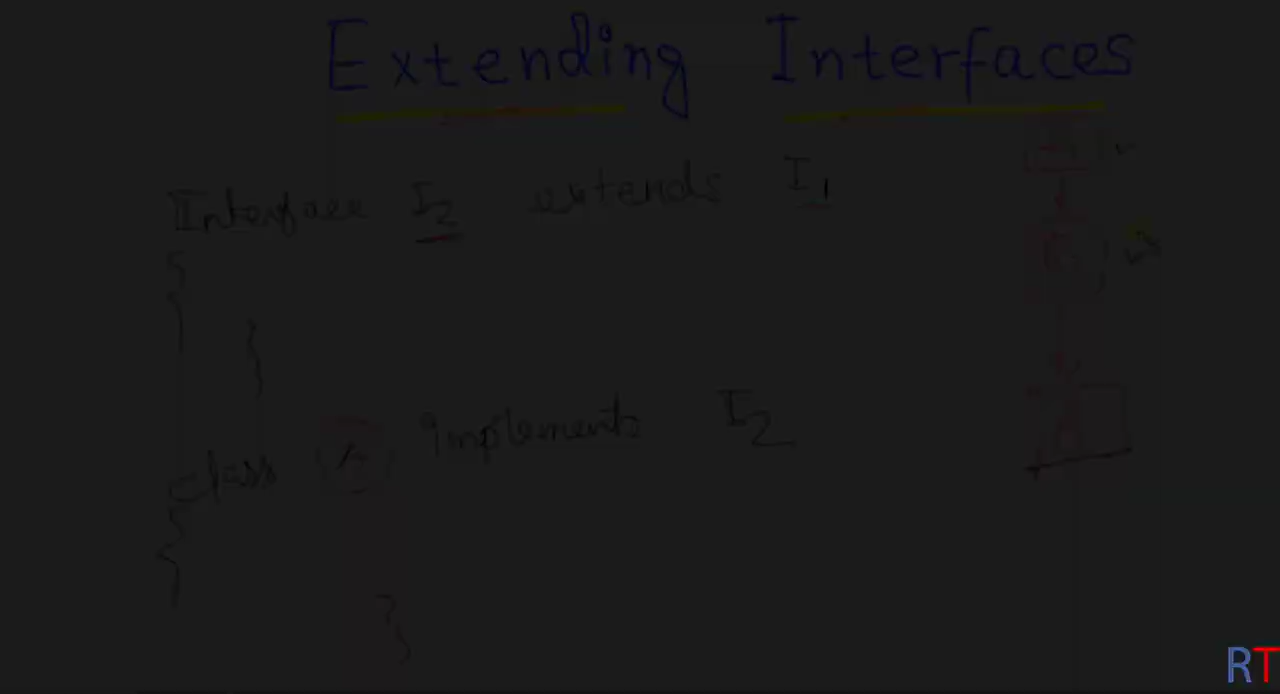 Extending Interfaces
Interface I2 extends I1
{
}
class A implements I2
{
}
RT